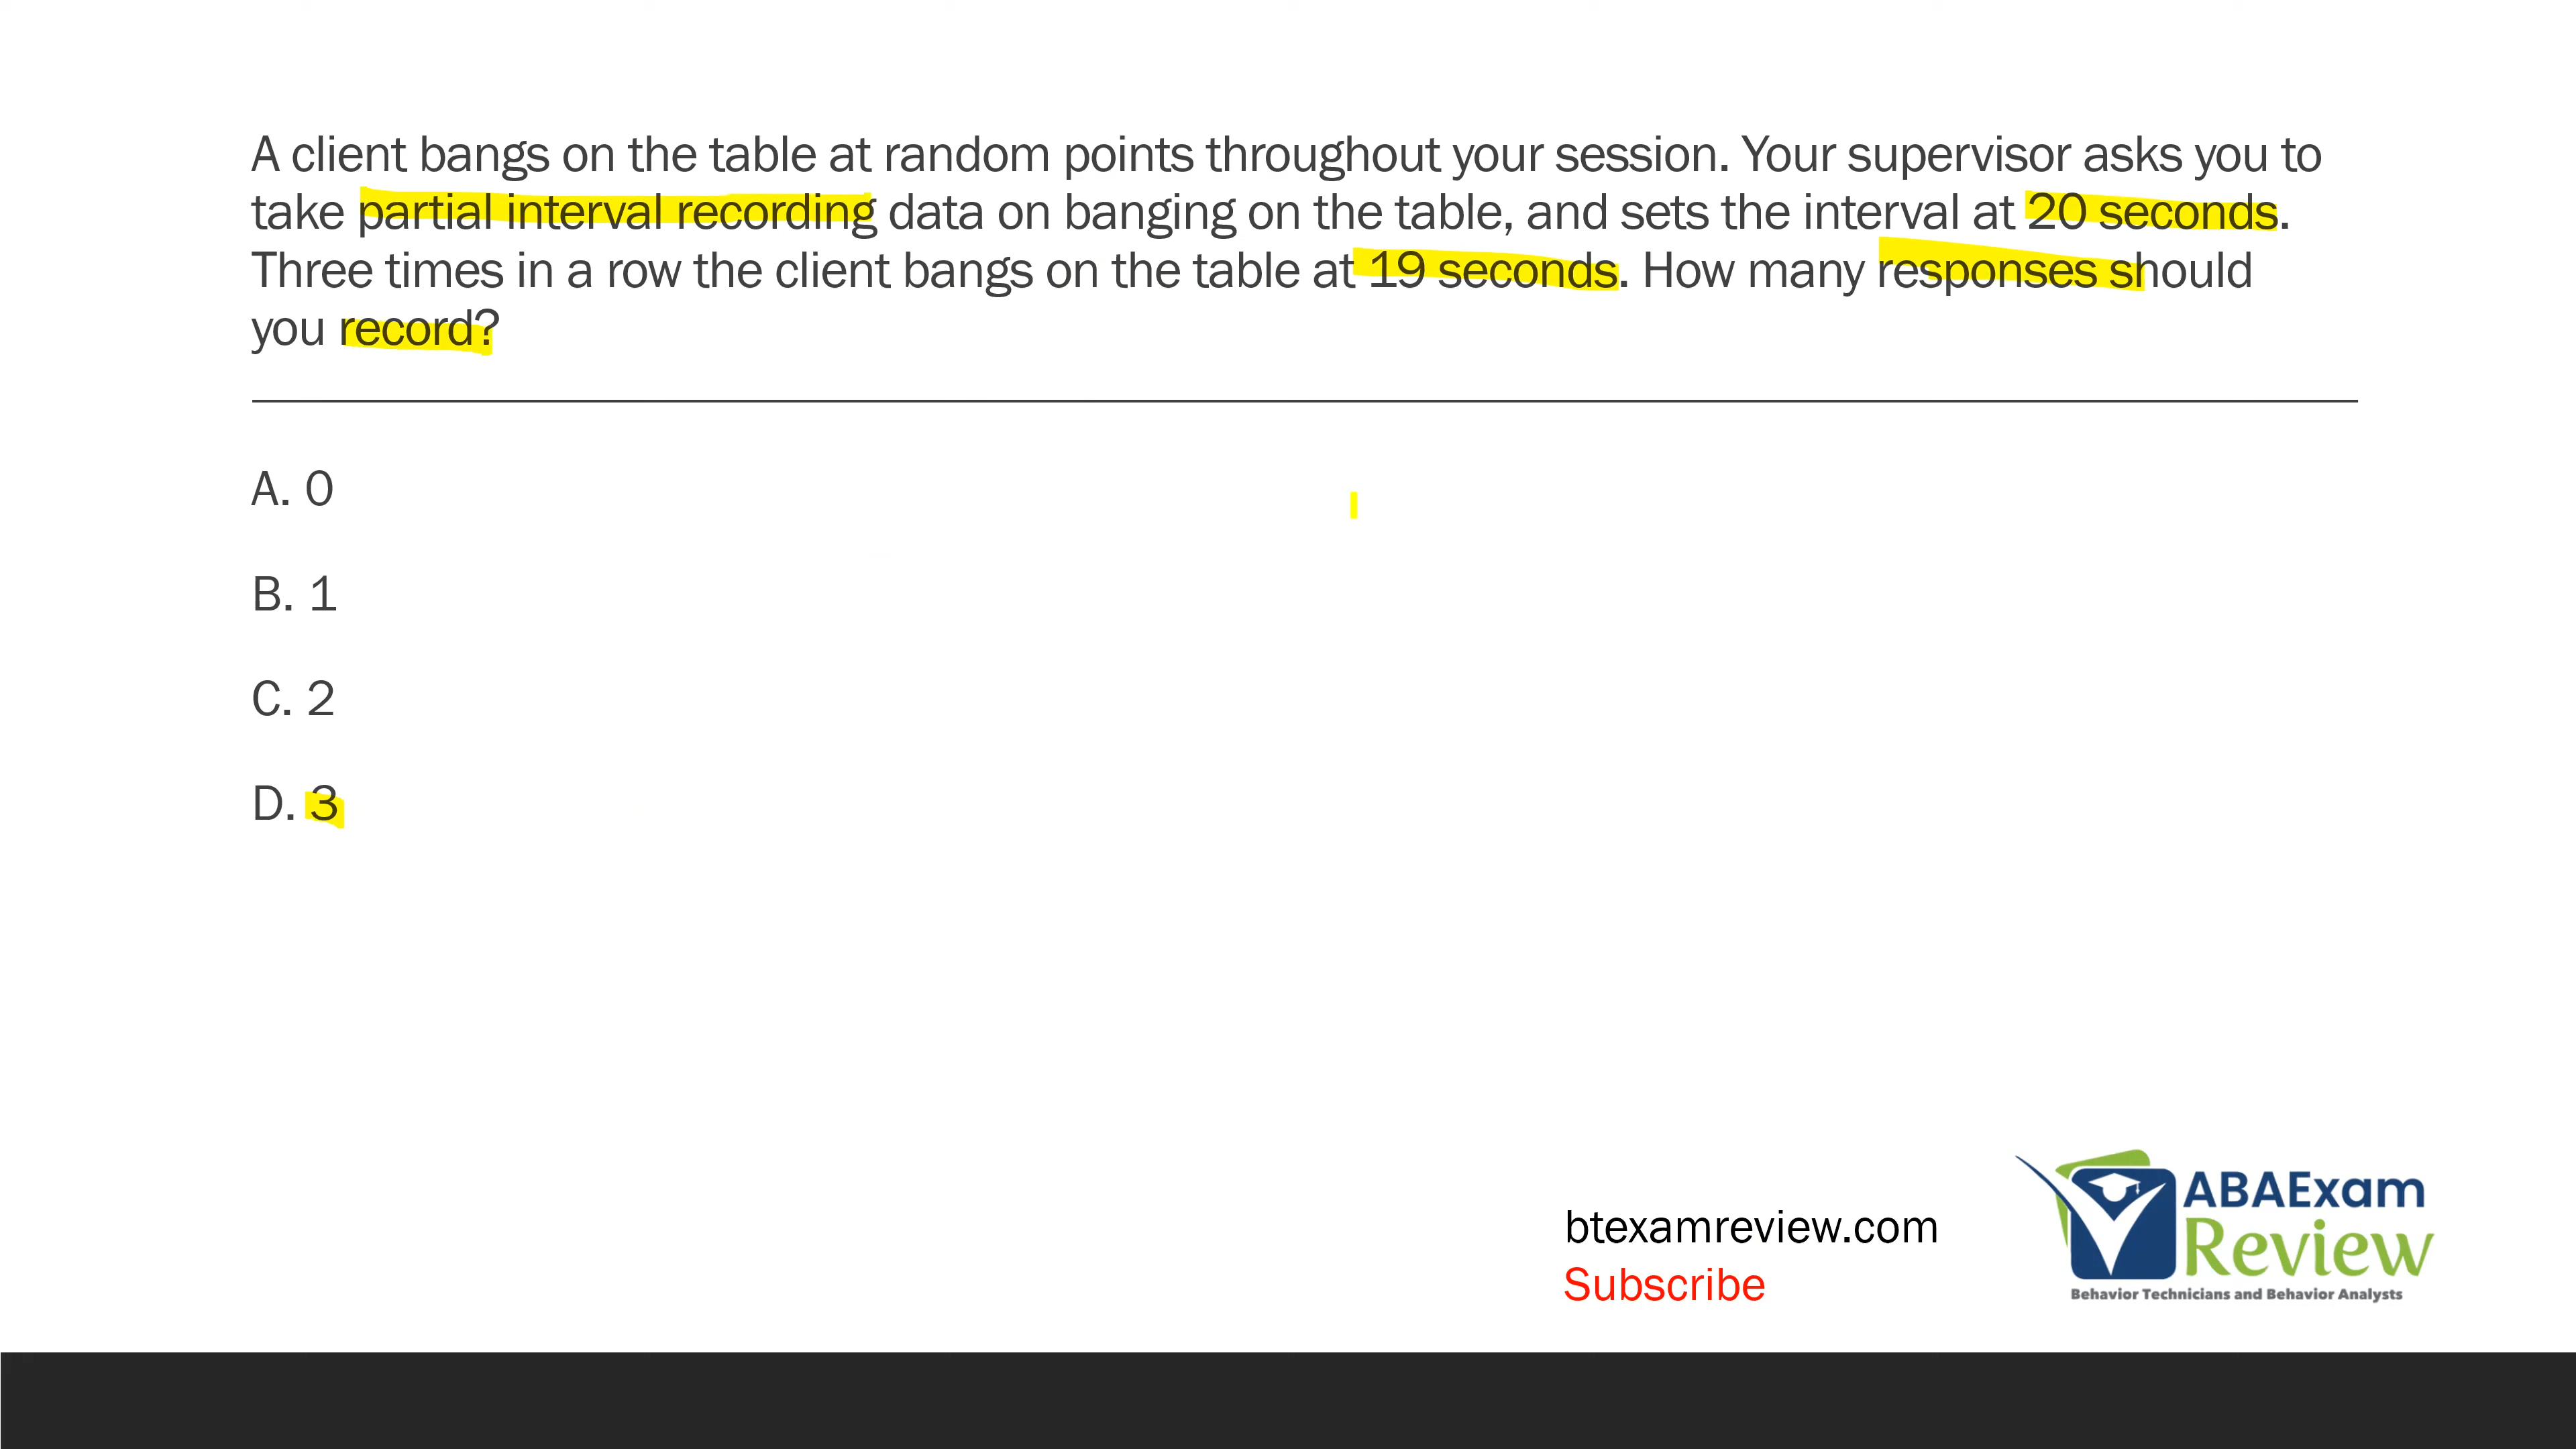 A client bangs on the table at random points throughout your session. Your supervisor asks you to
take partial interval recording data on banging on the table, and sets the interval at 20 seconds.
Three times in a row the client bangs on the table at 19 seconds. How many responses should
you record?
A. 0
B. 1
C. 2
D. 3
btexamreview.com
Subscribe
ABAExam
Review
Behavior Technicians and Behavior Analysts